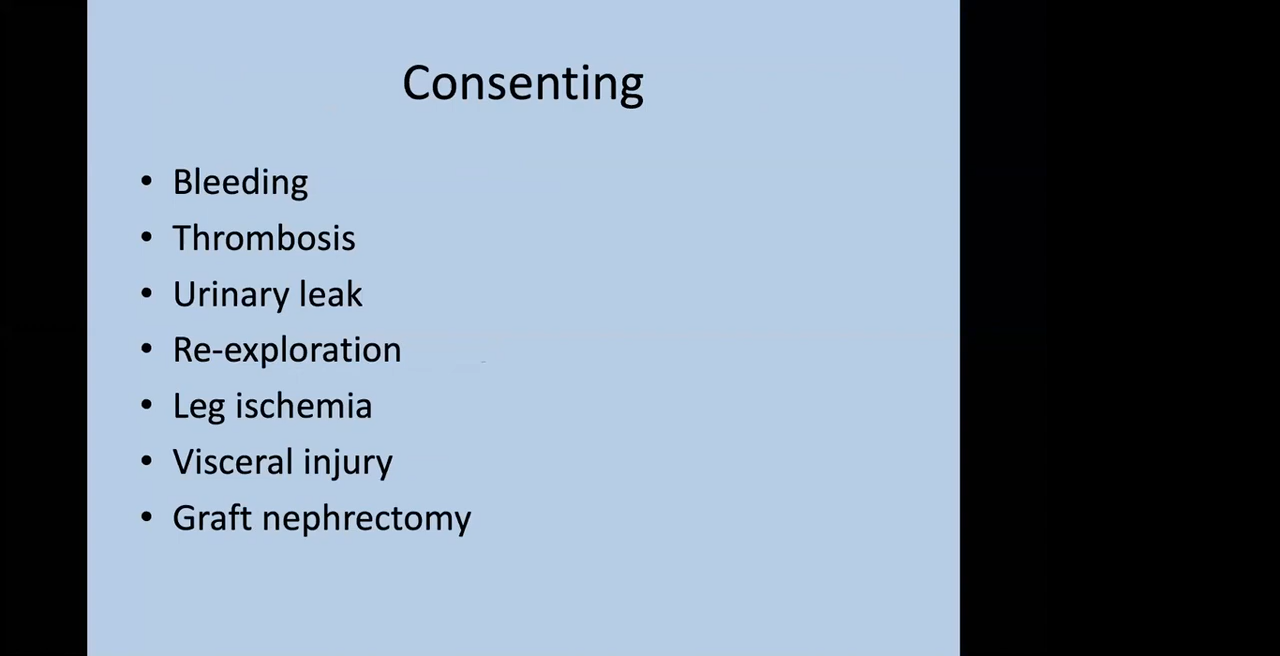 Consenting
• Bleeding
• Thrombosis
• Urinary leak
• Re-exploration
• Leg ischemia
• Visceral injury
• Graft nephrectomy